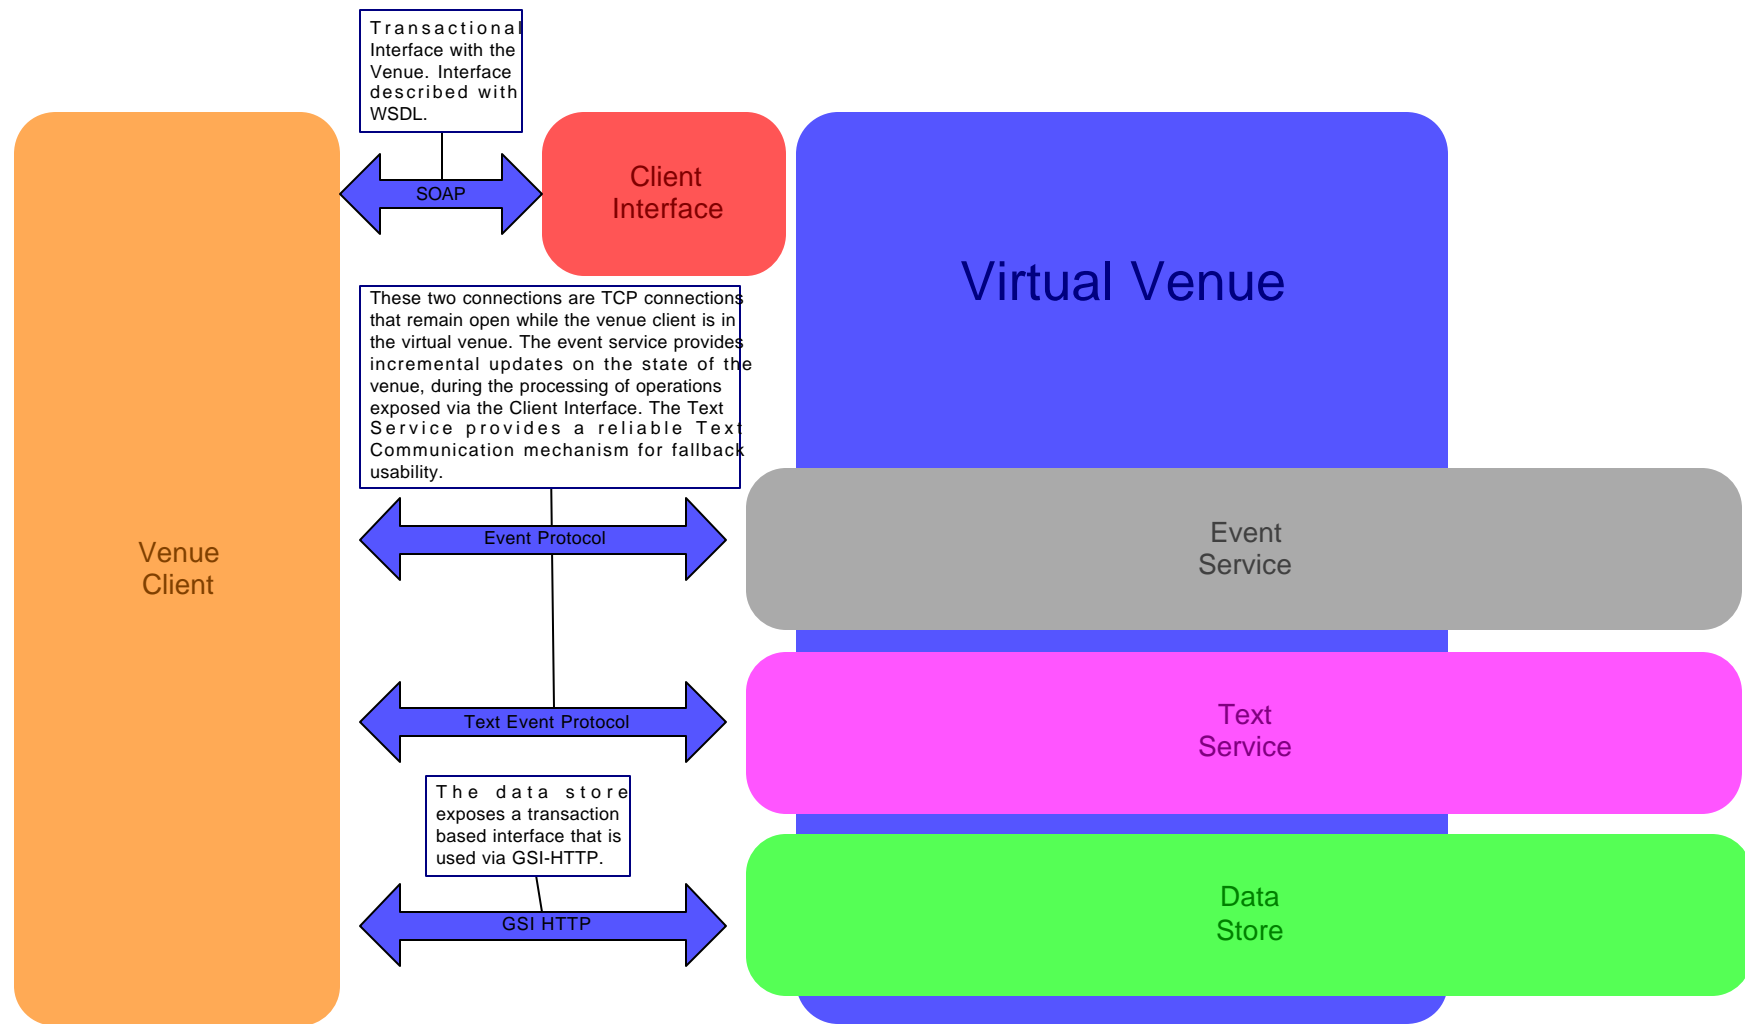 Transactional
Interface with the
Venue. Interface
described with
WSDL.
SOAP
Client
Interface
Virtual Venue
These two connections are TCP connections
that remain open while the venue client is in
the virtual venue. The event service provides
incremental updates on the state of the
venue, during the processing of operations
exposed via the Client Interface. The Text
Service provides a reliable Text
Communication mechanism for fallback
usability.
Venue
Client
Event Protocol
Event
Service
Text Event Protocol
Text
Service
The data store
exposes a transaction
based interface that is
used via GSI-HTTP.
GSI HTTP
Data
Store